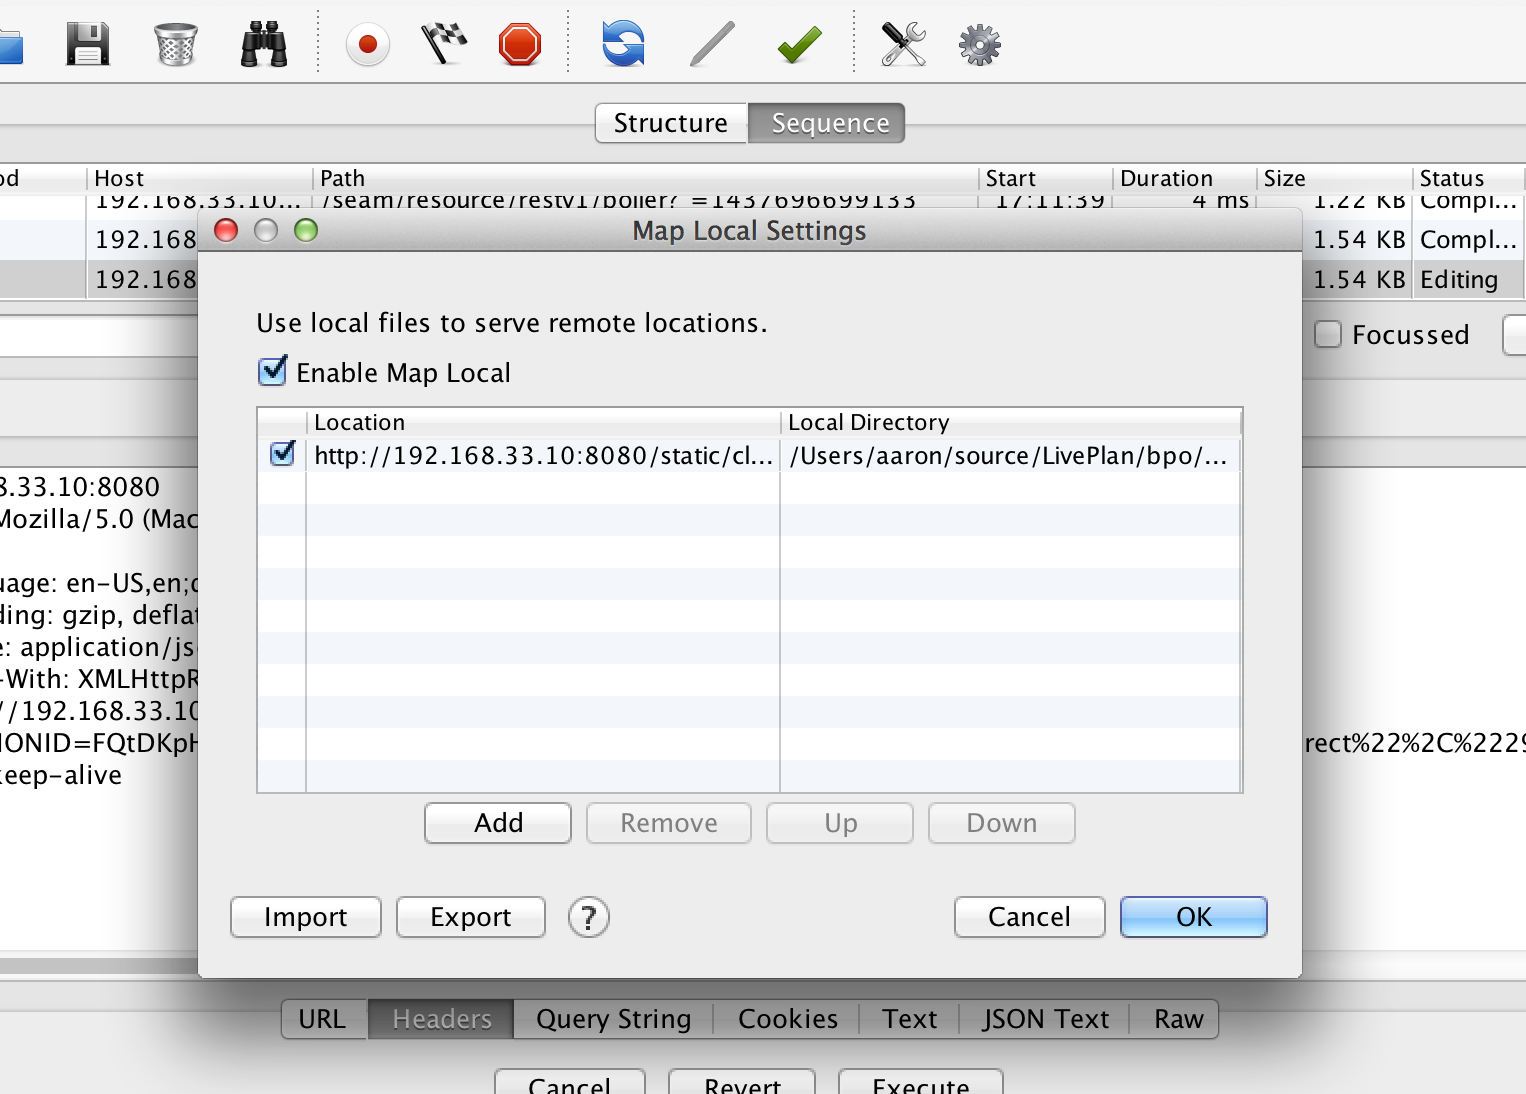 Structure Sequence
od Host Path Start Duration Size Status
192.168.33.10... /seam/resource/restv1/poller?_=1437696699133 17:11:39 4 ms 1.22 KB Compl...
192.168 1.54 KB Compl...
192.168 1.54 KB Editing
Map Local Settings
Use local files to serve remote locations.
Focussed
Enable Map Local
Location Local Directory
http://192.168.33.10:8080/static/cl... /Users/aaron/source/LivePlan/bpo/...
8.33.10:8080
Mozilla/5.0 (Mac
uage: en-US,en;q
ding: gzip, deflat
e: application/js
-With: XMLHttpR
//192.168.33.10
IONID=FQtDKpH rect%22%2C%229
keep-alive
Add Remove Up Down
Import Export ? Cancel OK
URL Headers Query String Cookies Text JSON Text Raw
Cancel Revert Execute